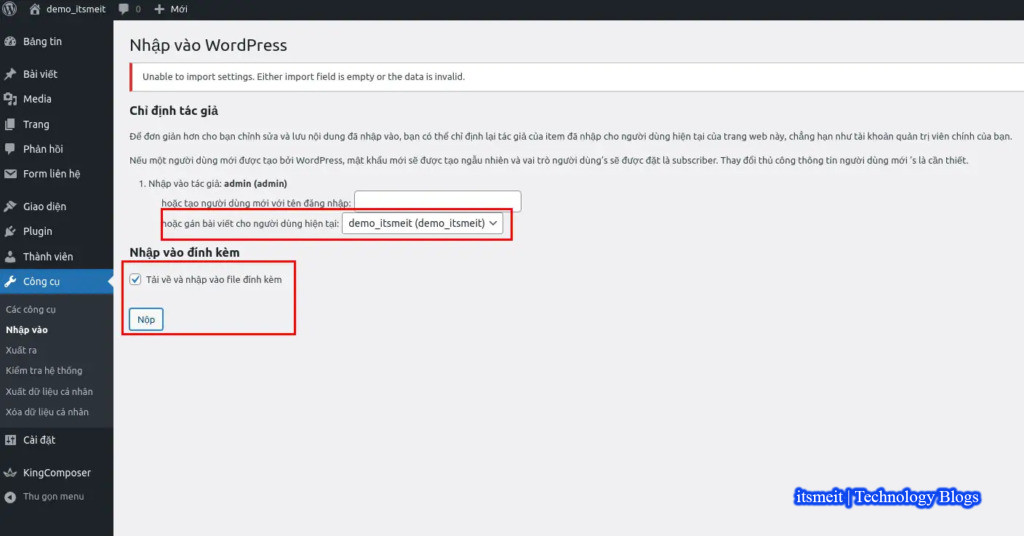 demo_itsmeit 0 Mới
Bảng tin
Bài viết
Media
Trang
Phản hồi
Form liên hệ
Giao diện
Plugin
Thành viên
Công cụ
Các công cụ
Nhập vào
Xuất ra
Kiểm tra hệ thống
Xuất dữ liệu cá nhân
Xóa dữ liệu cá nhân
Cài đặt
KingComposer
Thu gọn menu
Nhập vào WordPress
Unable to import settings. Either import field is empty or the data is invalid.
Chỉ định tác giả
Để đơn giản hơn cho bạn chỉnh sửa và lưu nội dung đã nhập vào, bạn có thể chỉ định lại tác giả của item đã nhập cho người dùng hiện tại của trang web này, chẳng hạn như tài khoản quản trị viên chính của bạn.
Nếu một người dùng mới được tạo bởi WordPress, mật khẩu mới sẽ được tạo ngẫu nhiên và vai trò người dùng's sẽ được đặt là subscriber. Thay đổi thủ công thông tin người dùng mới 's là cần thiết.
1. Nhập vào tác giả: admin (admin)
hoặc tạo người dùng mới với tên đăng nhập:
hoặc gán bài viết cho người dùng hiện tại: demo_itsmeit (demo_itsmeit)
Nhập vào đính kèm
Tải về và nhập vào file đính kèm
Nộp
itsmeit | Technology Blogs